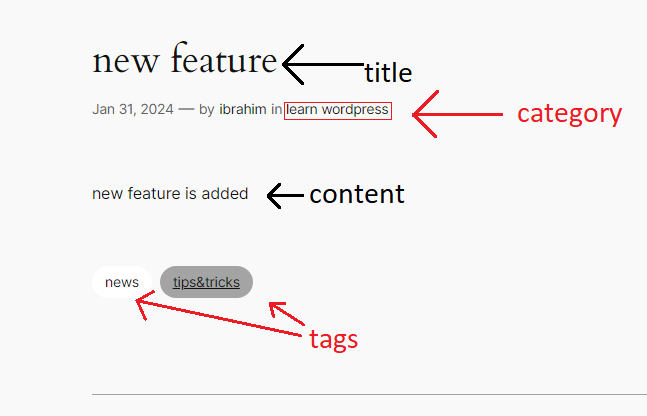 new feature
title
Jan 31, 2024 — by ibrahim in learn wordpress
category
new feature is added
content
news
tips&tricks
tags